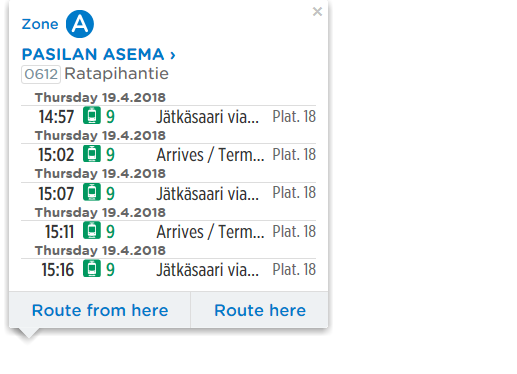 Zone A
×
PASILAN ASEMA ›
0612 Ratapihantie
Thursday 19.4.2018
14:57 9 Jätkäsaari via... Plat. 18
Thursday 19.4.2018
15:02 9 Arrives / Term... Plat. 18
Thursday 19.4.2018
15:07 9 Jätkäsaari via... Plat. 18
Thursday 19.4.2018
15:11 9 Arrives / Term... Plat. 18
Thursday 19.4.2018
15:16 9 Jätkäsaari via... Plat. 18
Route from here Route here